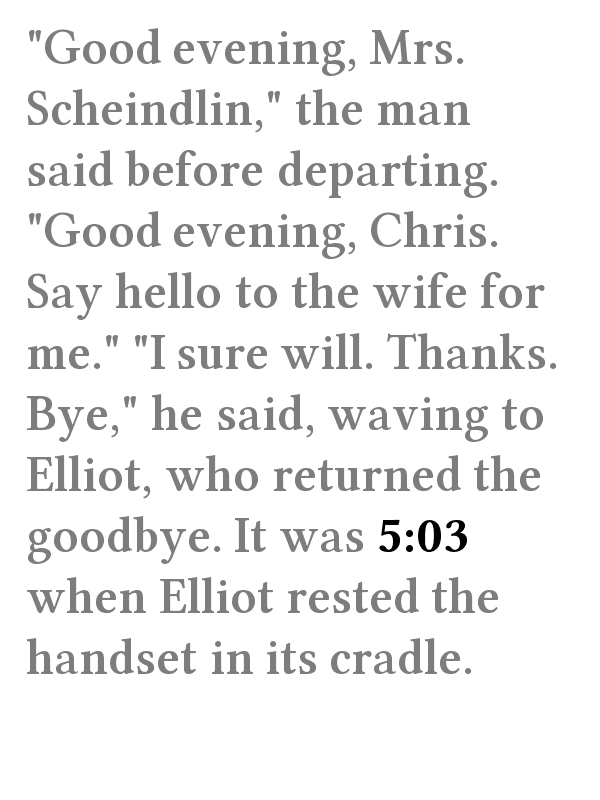 "Good evening, Mrs.
Scheindlin," the man
said before departing.
"Good evening, Chris.
Say hello to the wife for
me." "I sure will. Thanks.
Bye," he said, waving to
Elliot, who returned the
goodbye. It was 5:03
when Elliot rested the
handset in its cradle.